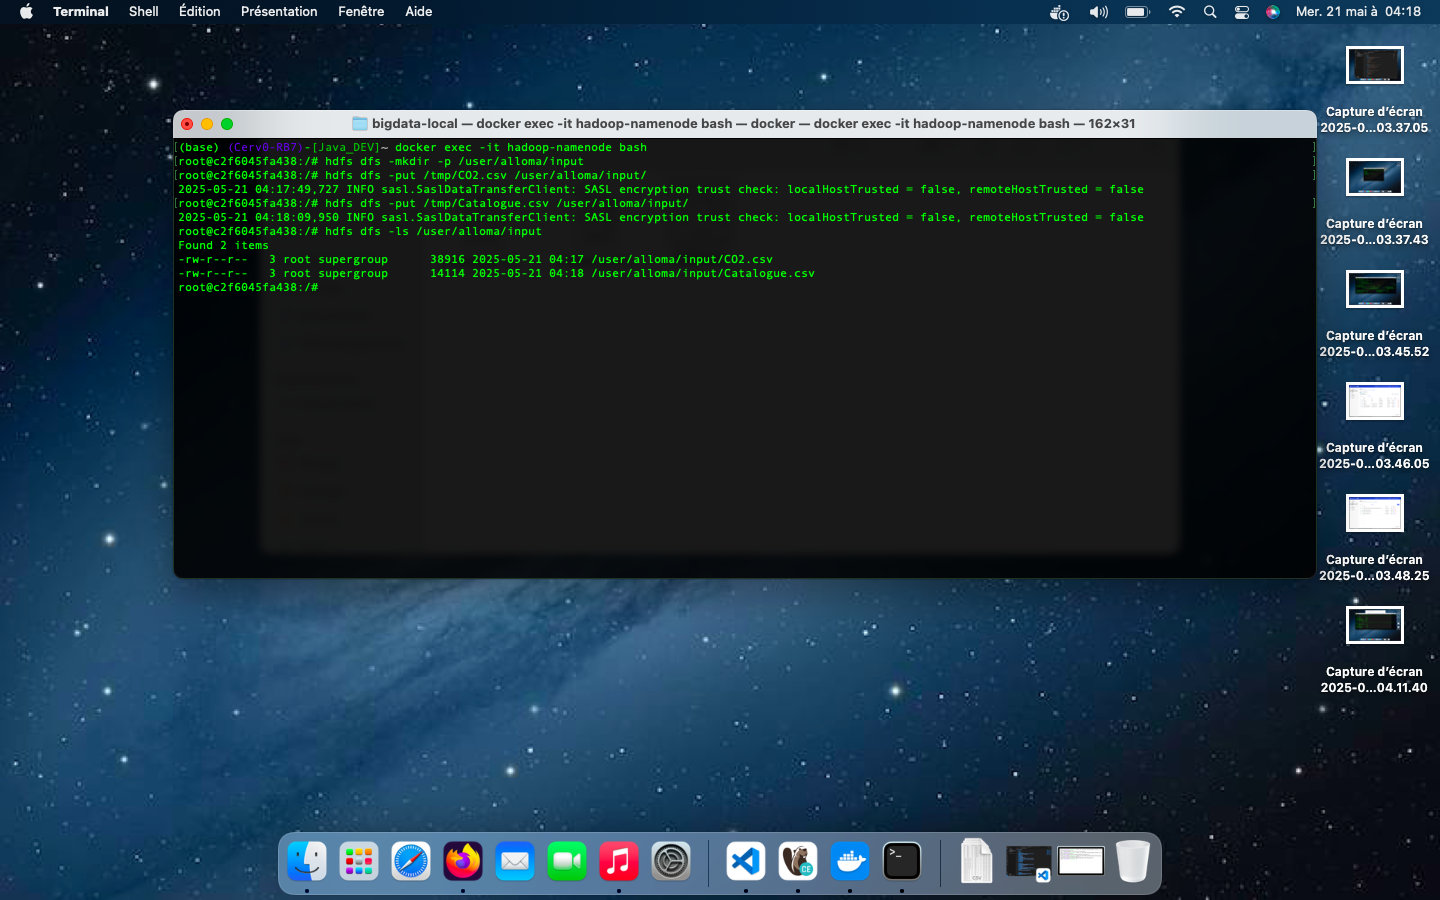 Terminal Shell Édition Présentation Fenêtre Aide Mer. 21 mai à 04:18
bigdata-local — docker exec -it hadoop-namenode bash — docker — docker exec -it hadoop-namenode bash — 162×31
[(base) (Cerv0-RB7)-[Java_DEV]~ docker exec -it hadoop-namenode bash ]
[root@c2f6045fa438:/# hdfs dfs -mkdir -p /user/alloma/input ]
[root@c2f6045fa438:/# hdfs dfs -put /tmp/CO2.csv /user/alloma/input/ ]
2025-05-21 04:17:49,727 INFO sasl.SaslDataTransferClient: SASL encryption trust check: localHostTrusted = false, remoteHostTrusted = false
[root@c2f6045fa438:/# hdfs dfs -put /tmp/Catalogue.csv /user/alloma/input/ ]
2025-05-21 04:18:09,950 INFO sasl.SaslDataTransferClient: SASL encryption trust check: localHostTrusted = false, remoteHostTrusted = false
root@c2f6045fa438:/# hdfs dfs -ls /user/alloma/input
Found 2 items
-rw-r--r--   3 root supergroup      38916 2025-05-21 04:17 /user/alloma/input/CO2.csv
-rw-r--r--   3 root supergroup      14114 2025-05-21 04:18 /user/alloma/input/Catalogue.csv
root@c2f6045fa438:/#
Capture d’écran
2025-0...03.37.05
Capture d’écran
2025-0...03.37.43
Capture d’écran
2025-0...03.45.52
Capture d’écran
2025-0...03.46.05
Capture d’écran
2025-0...03.48.25
Capture d’écran
2025-0...04.11.40
>_
CE
CSV